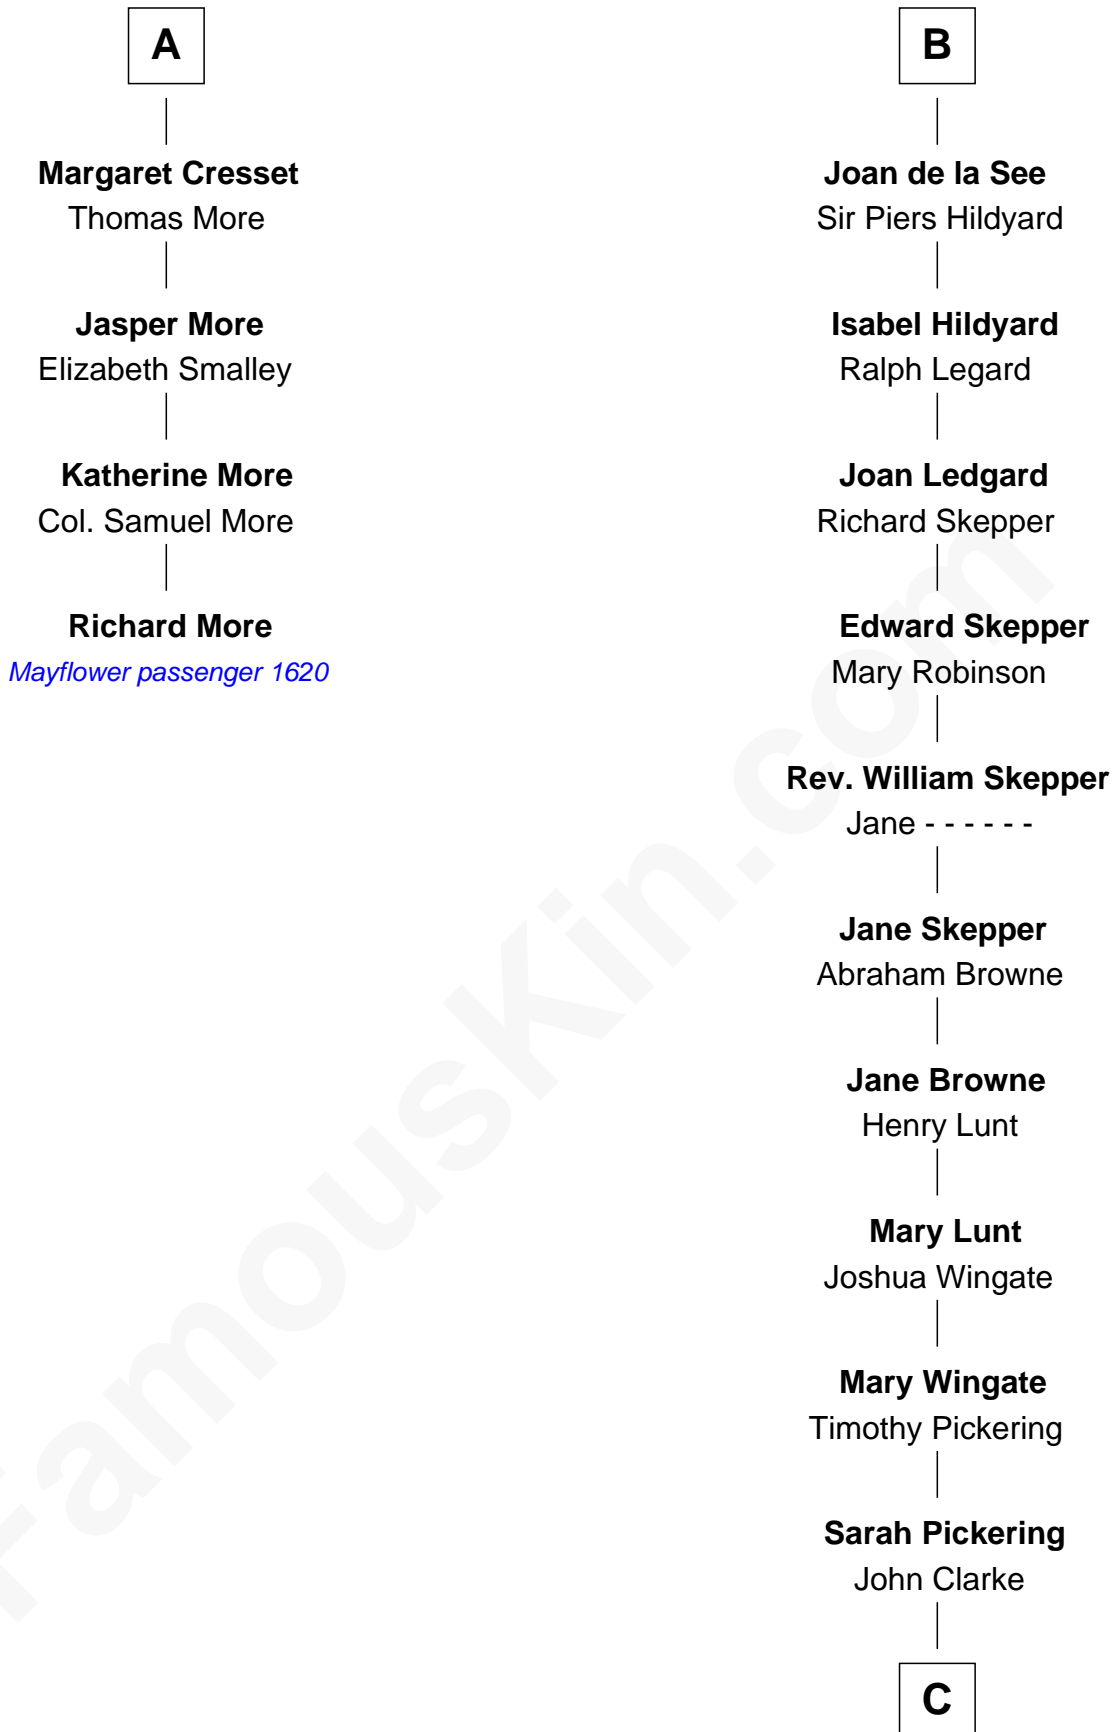 A
Margaret Cresset
Thomas More
Jasper More
Elizabeth Smalley
Katherine More
Col. Samuel More
Richard More
Mayflower passenger 1620
B
Joan de la See
Sir Piers Hildyard
Isabel Hildyard
Ralph Legard
Joan Ledgard
Richard Skepper
Edward Skepper
Mary Robinson
Rev. William Skepper
Jane - - - - - -
Jane Skepper
Abraham Browne
Jane Browne
Henry Lunt
Mary Lunt
Joshua Wingate
Mary Wingate
Timothy Pickering
Sarah Pickering
John Clarke
C
FamousKin.com